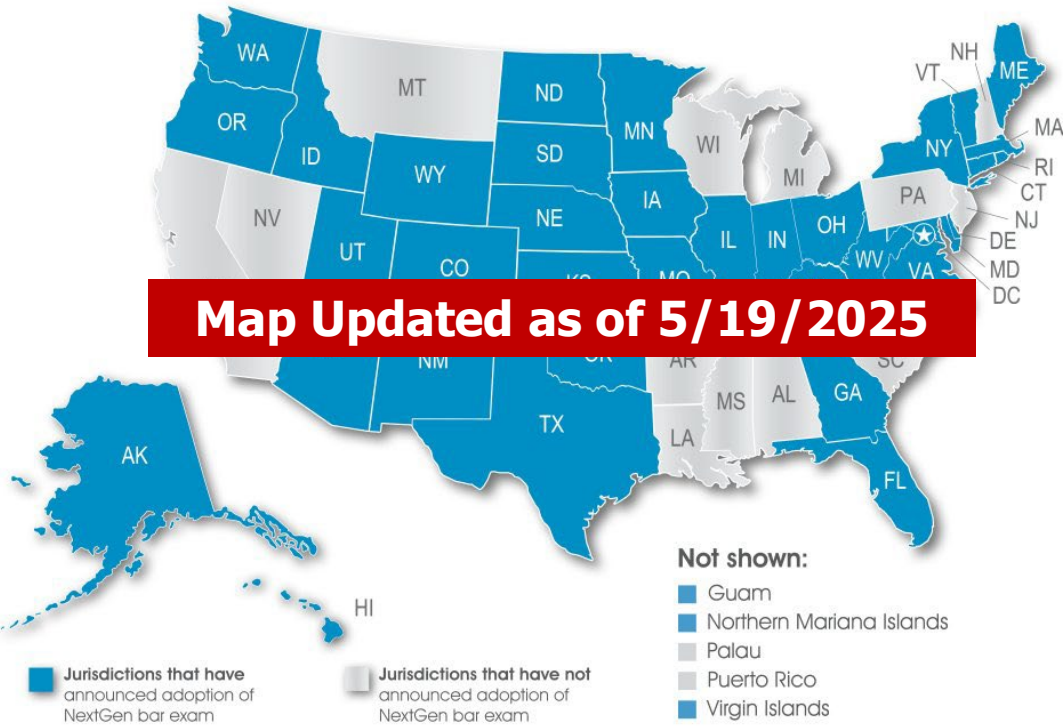 NH
WA
VT
ME
MT
ND
MN
MA
OR
ID
SD
WI
NY
RI
WY
MI
CT
IA
PA
NJ
NV
NE
IL
IN
OH
DE
UT
CO
WV
VA
MD
DC
Map Updated as of 5/19/2025
NM
AR
SC
MS
AL
GA
TX
LA
AK
FL
HI
Not shown:
Guam
Northern Mariana Islands
Palau
Puerto Rico
Virgin Islands
Jurisdictions that have
announced adoption of
NextGen bar exam
Jurisdictions that have not
announced adoption of
NextGen bar exam